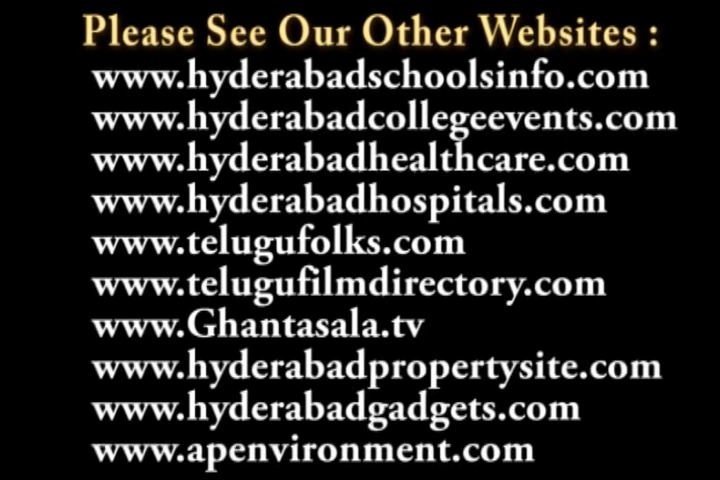 Please See Our Other Websites :
www.hyderabadschoolsinfo.com
www.hyderabadcollegeevents.com
www.hyderabadhealthcare.com
www.hyderabadhospitals.com
www.telugufolks.com
www.telugufilmdirectory.com
www.Ghantasala.tv
www.hyderabadpropertysite.com
www.hyderabadgadgets.com
www.apenvironment.com